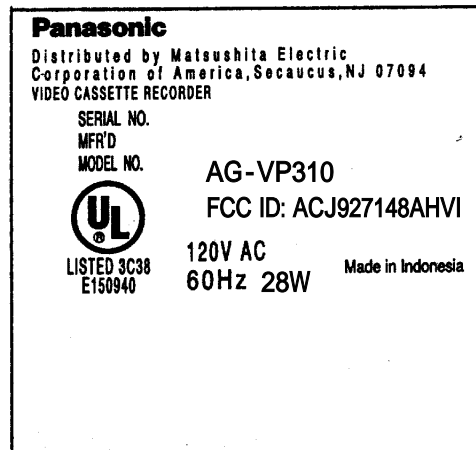 Panasonic
Distributed by Matsushita Electric
Corporation of America,Secaucus,NJ 07094
VIDEO CASSETTE RECORDER
SERIAL NO.
MFR'D
MODEL NO. AG-VP310
FCC ID: ACJ927148AHVI
UL
®
LISTED 3C38
E150940
120V AC
60Hz 28W
Made in Indonesia